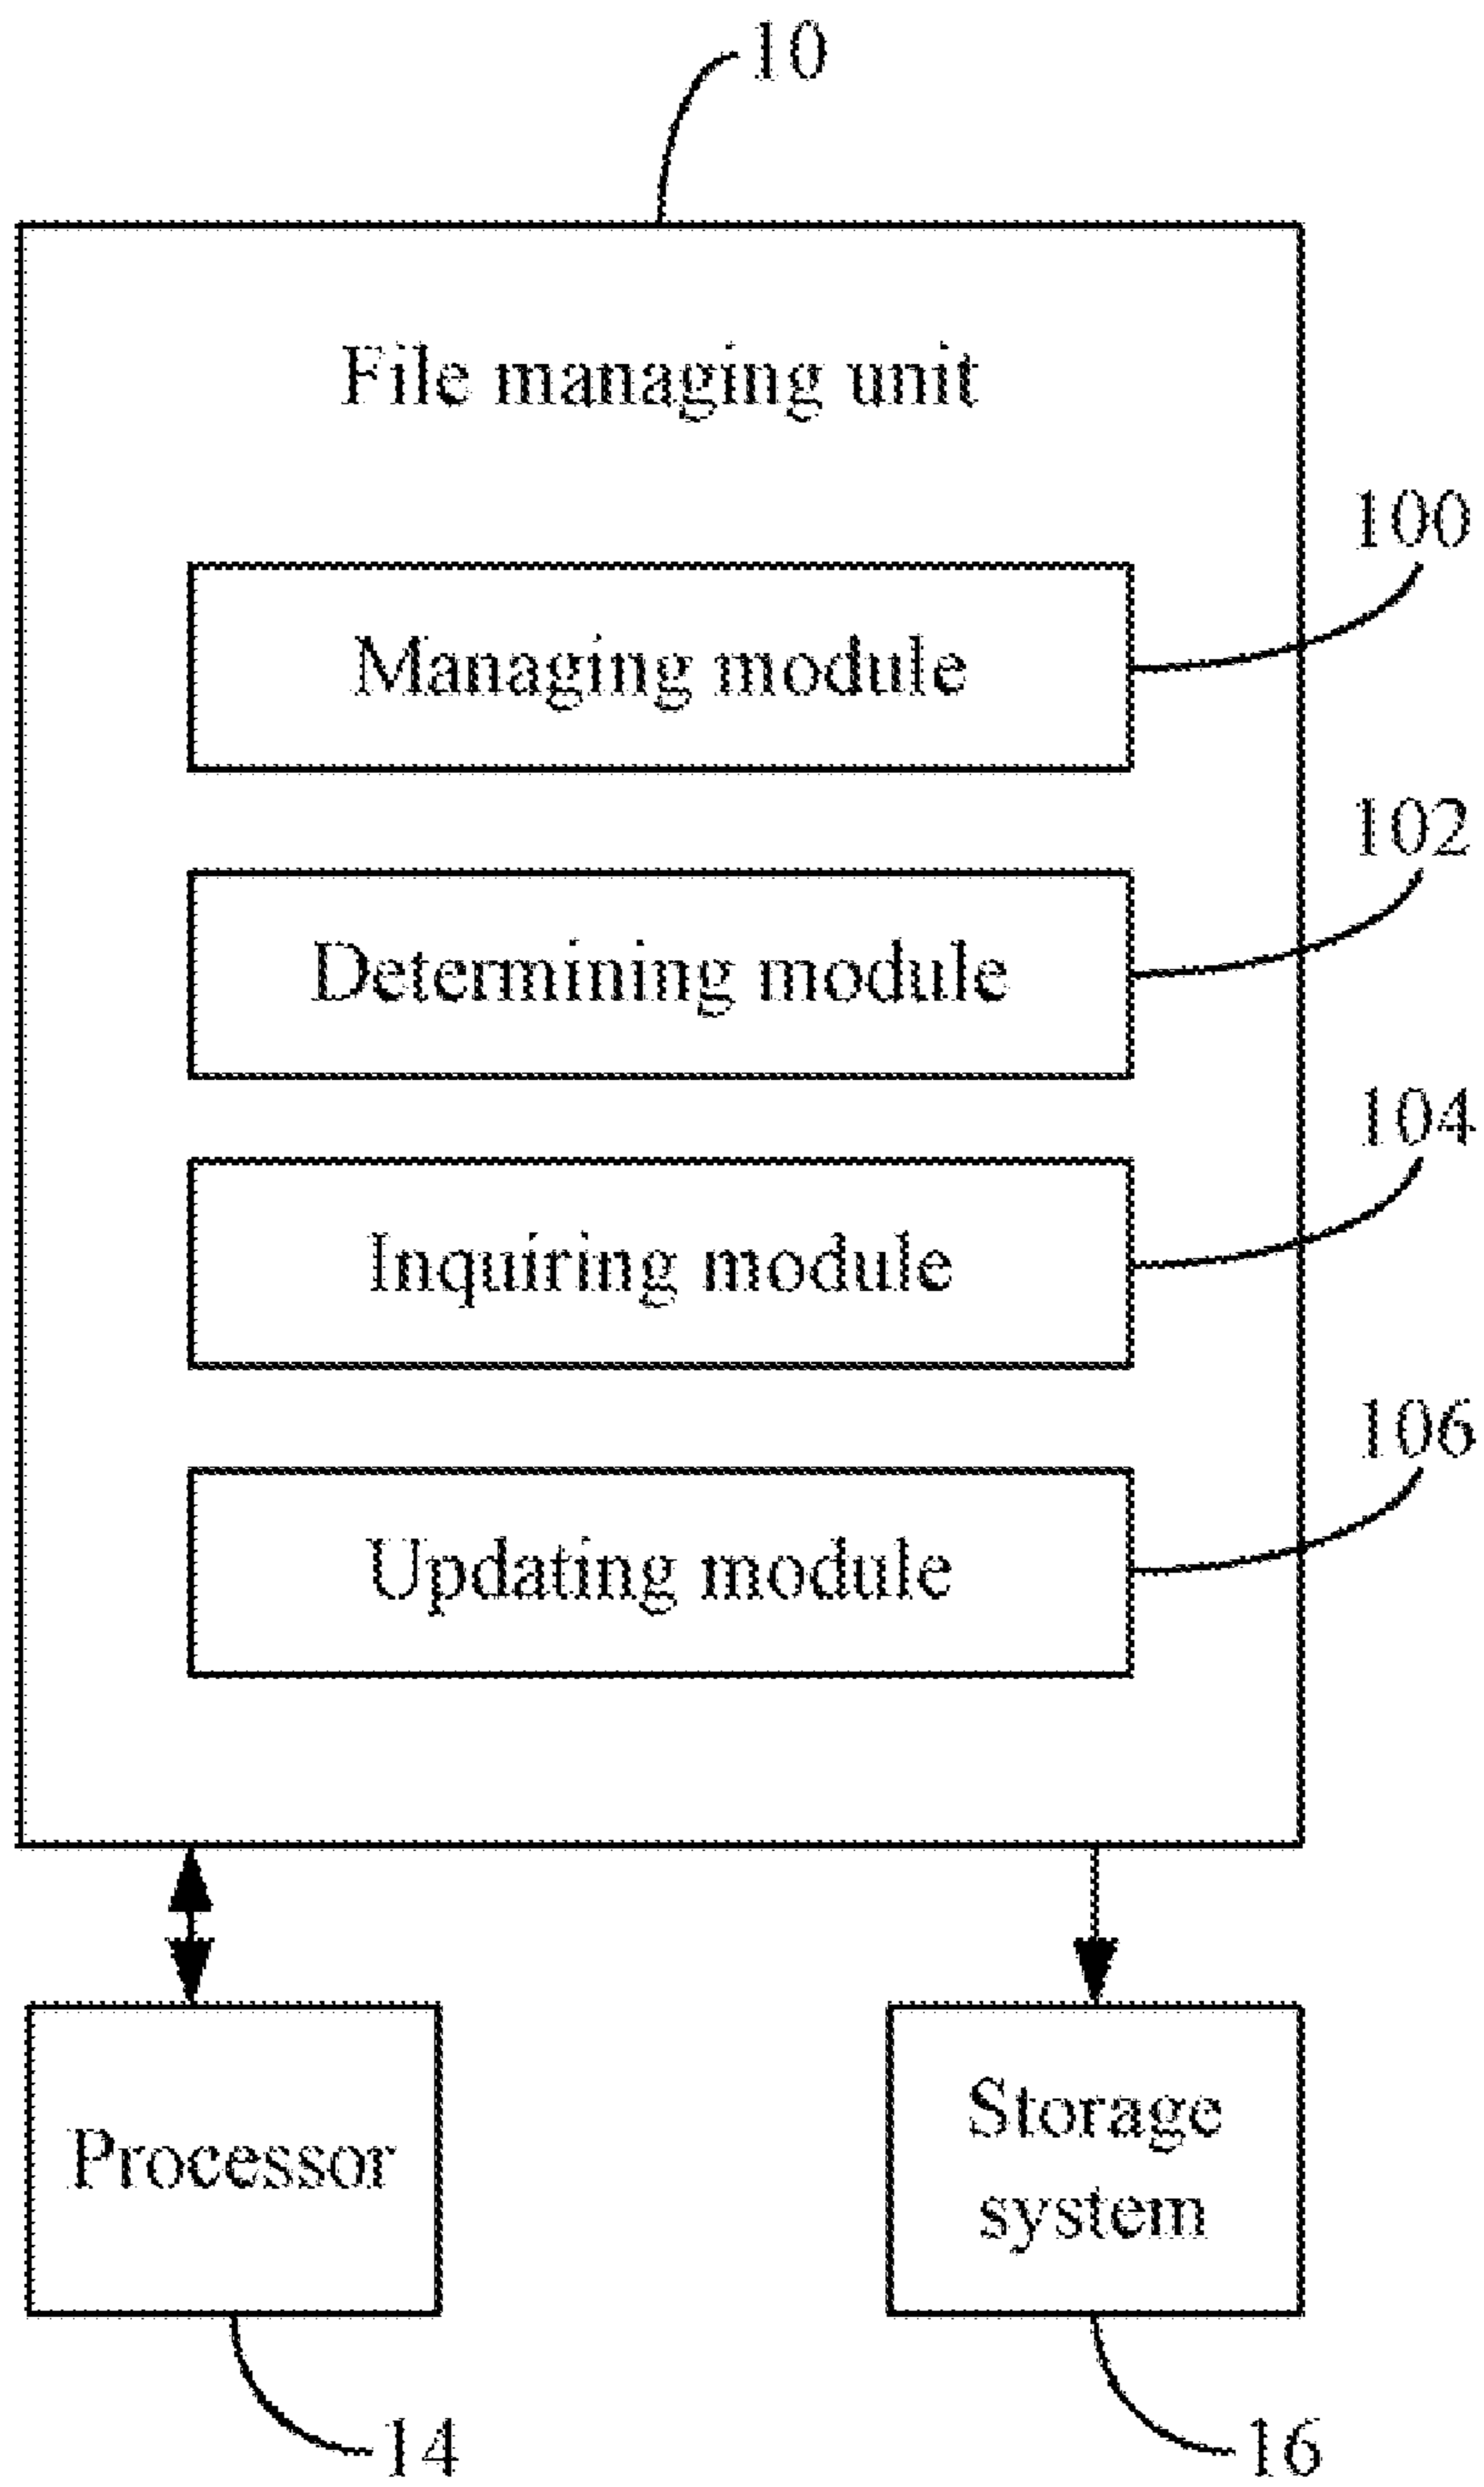 10
File managing unit
100
Managing module
102
Determining module
104
Inquiring module
106
Updating module
Processor
Storage
system
14
16